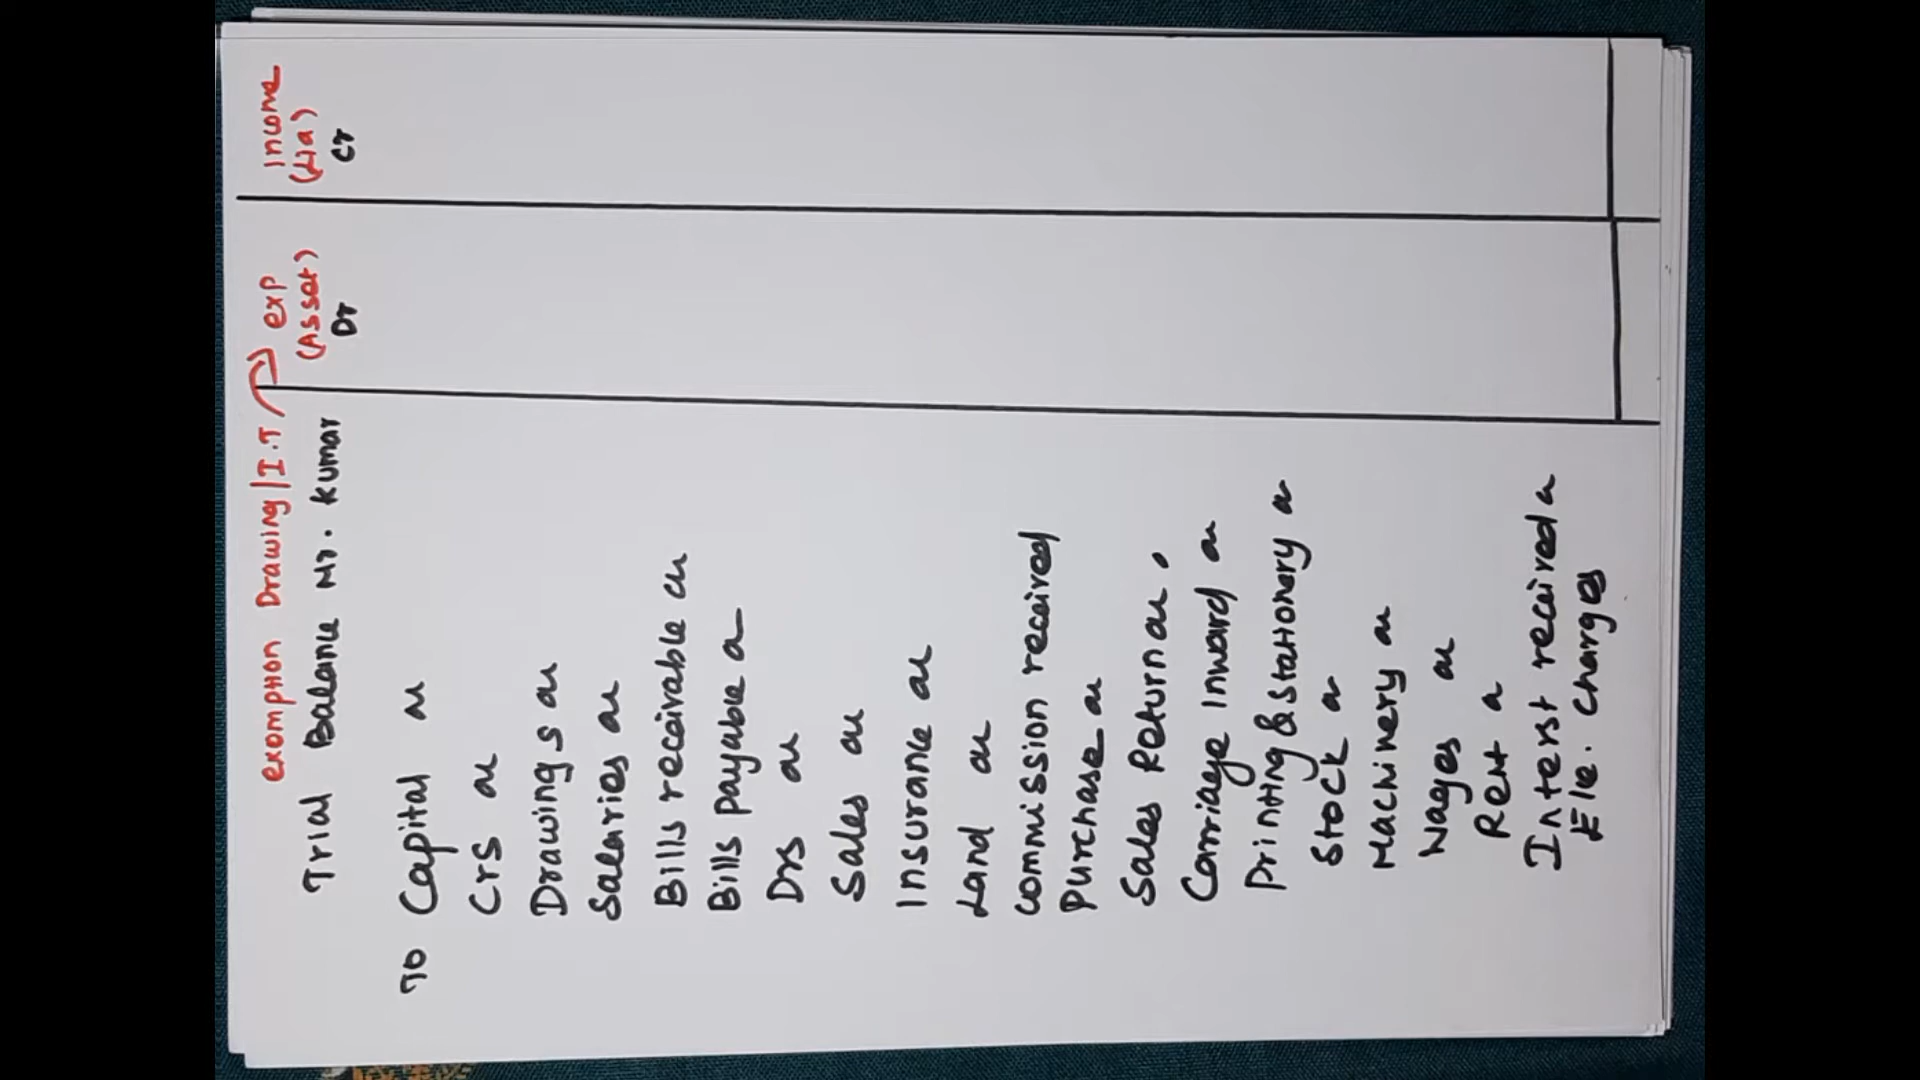 exomption Drawing/I.T exp Income
(Asset) (Lia)
Trial Balance Mr. Kumar Dr Cr
To Capital a
Crs a
Drawings a
Salaries a
Bills receivable a
Bills payable a
Drs a
Sales a
Insurance a
Land a
Commission received
Purchase a
Sales Return a
Carriage Inward a
Printing & Stationery a
Stock a
Machinery a
Wages a
Rent a
Interst received a
Ele. Charges